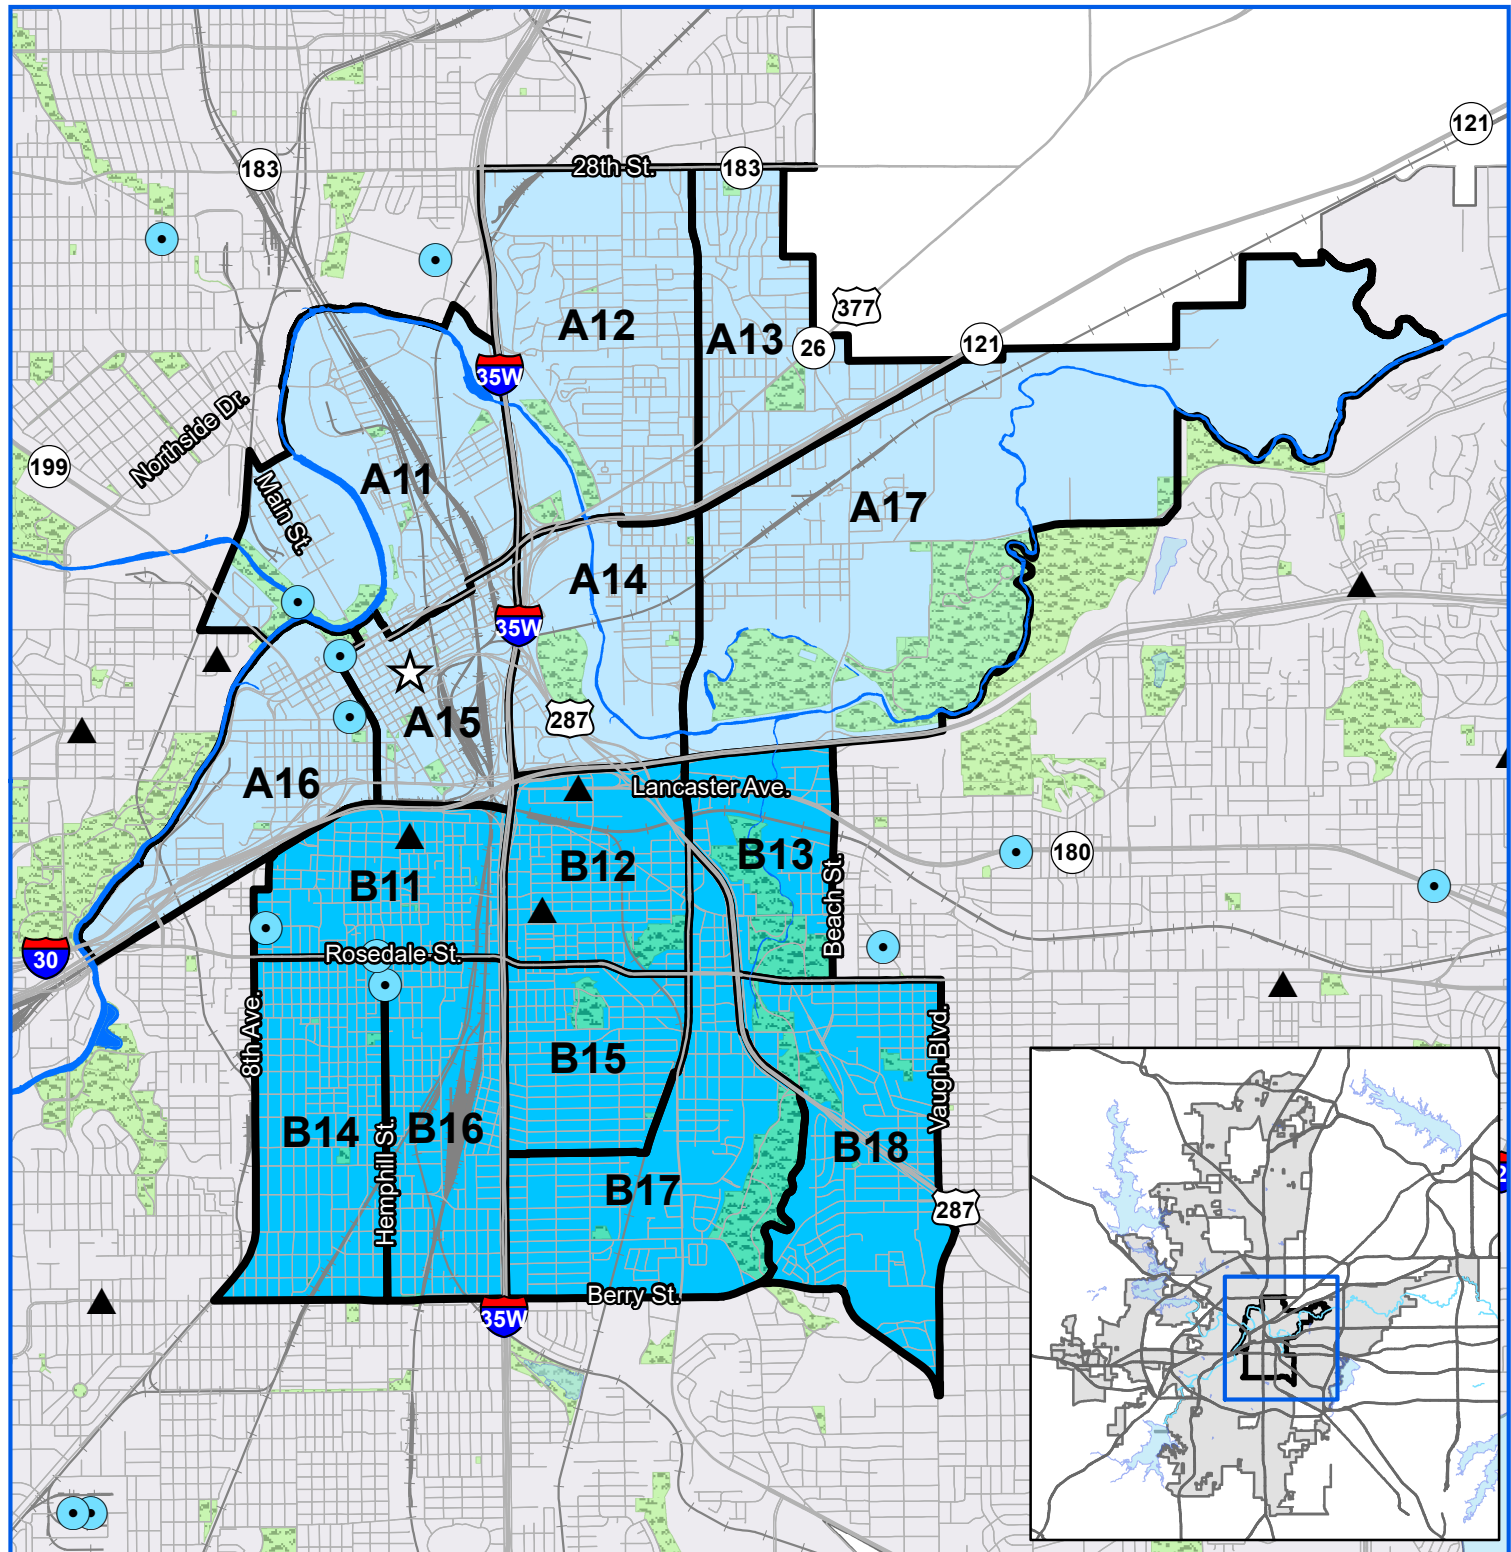 121
28th St.
183
183
377
A12
A13
26
121
35W
Northside Dr.
199
A11
Main St.
A17
A14
35W
A15
287
A16
Lancaster Ave.
B12
B13
180
B11
Beach St.
Rosedale St.
30
8th Ave.
Vaughn Blvd.
B15
B14
Hemphill St.
B16
B18
B17
287
Berry St.
35W